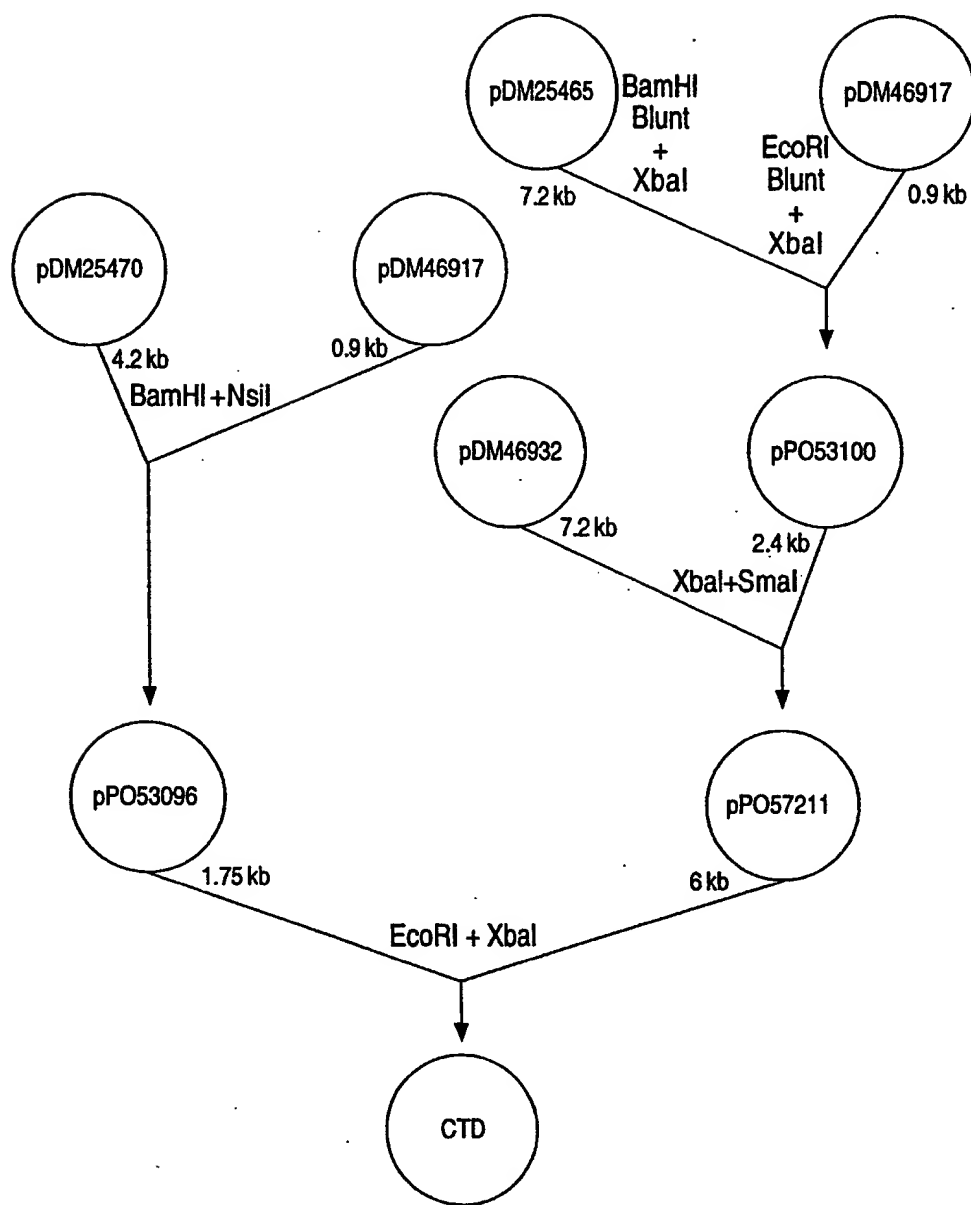 pDM25465
BamHI
Blunt
+
XbaI
pDM46917
EcoRI
Blunt
+
XbaI
7.2 kb
0.9 kb
pDM25470
pDM46917
4.2 kb
0.9 kb
BamHI +NsiI
pDM46932
pPO53100
7.2 kb
2.4 kb
XbaI+SmaI
pPO53096
pPO57211
1.75 kb
6 kb
EcoRI + XbaI
CTD